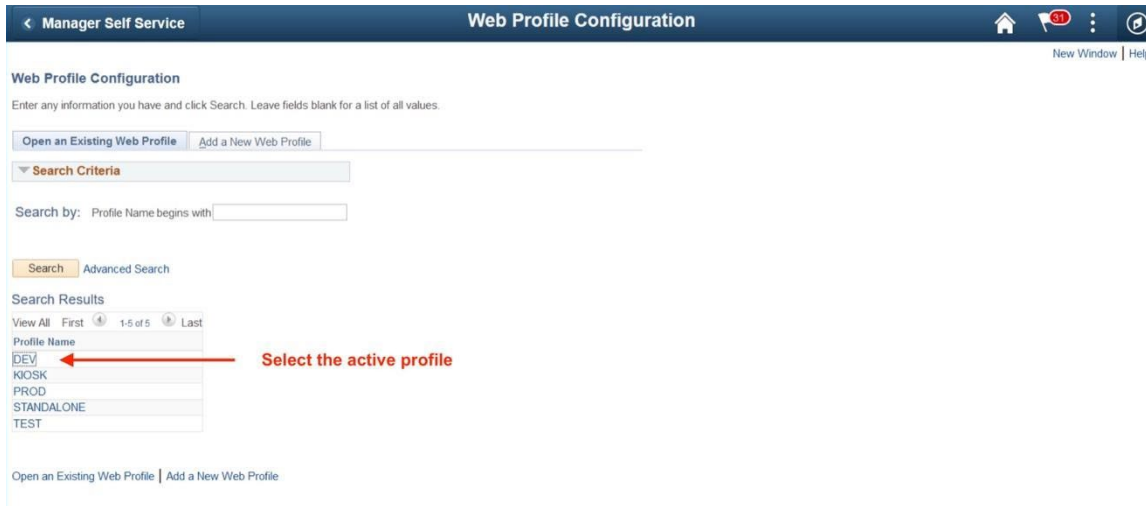 Manager Self Service
Web Profile Configuration
31
New Window | Help
Web Profile Configuration
Enter any information you have and click Search. Leave fields blank for a list of all values.
Open an Existing Web Profile Add a New Web Profile
Search Criteria
Search by: Profile Name begins with
Search Advanced Search
Search Results
View All First 1-5 of 5 Last
Profile Name
DEV Select the active profile
KIOSK
PROD
STANDALONE
TEST
Open an Existing Web Profile | Add a New Web Profile